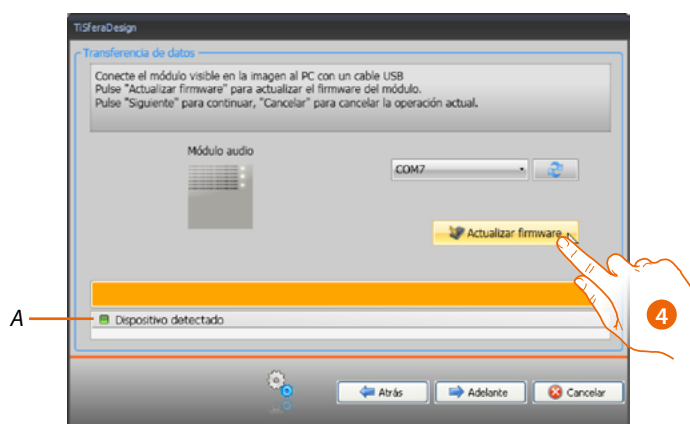 TiSferaDesign
Transferencia de datos
Conecte el módulo visible en la imagen al PC con un cable USB
Pulse "Actualizar firmware" para actualizar el firmware del módulo.
Pulse "Siguiente" para continuar, "Cancelar" para cancelar la operación actual.
Módulo audio
COM7
Actualizar firmware
4
A
Dispositivo detectado
Atrás
Adelante
Cancelar